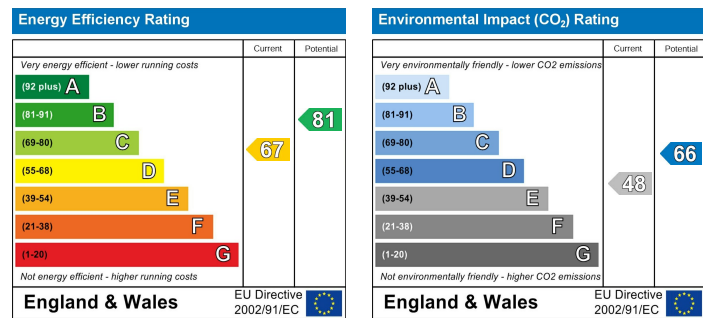 Energy Efficiency Rating
Current Potential
Very energy efficient - lower running costs
(92 plus) A
(81-91) B
(69-80) C
(55-68) D
(39-54) E
(21-38) F
(1-20) G
67
81
Not energy efficient - higher running costs
England & Wales
EU Directive
2002/91/EC
Environmental Impact (CO₂) Rating
Current Potential
Very environmentally friendly - lower CO2 emissions
(92 plus) A
(81-91) B
(69-80) C
(55-68) D
(39-54) E
(21-38) F
(1-20) G
48
66
Not environmentally friendly - higher CO2 emissions
England & Wales
EU Directive
2002/91/EC